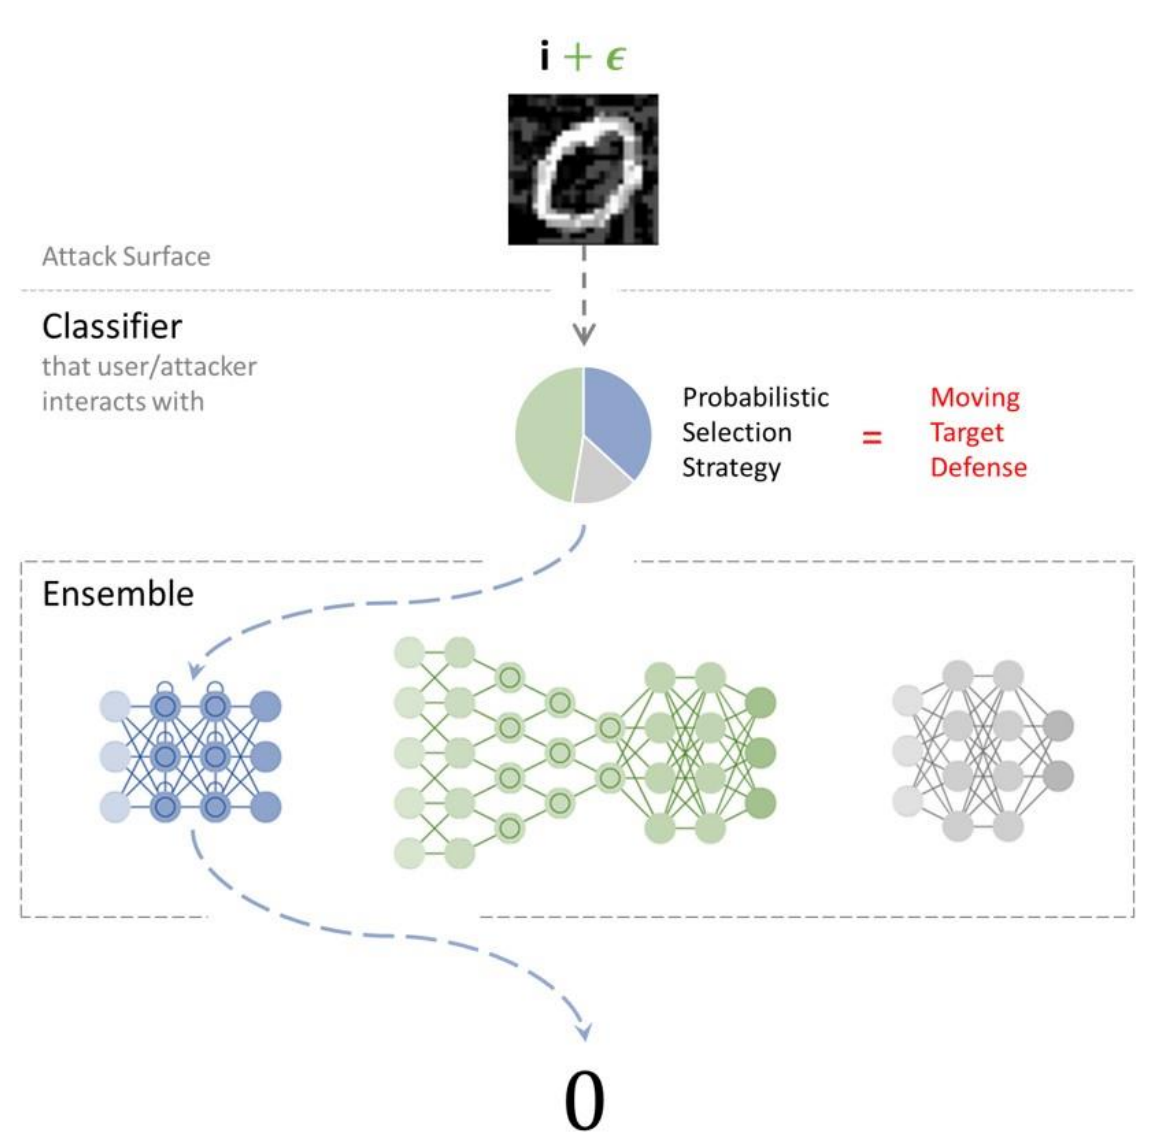 i + ϵ
Attack Surface
Classifier
that user/attacker
interacts with
Probabilistic
Selection
Strategy
=
Moving
Target
Defense
Ensemble
0